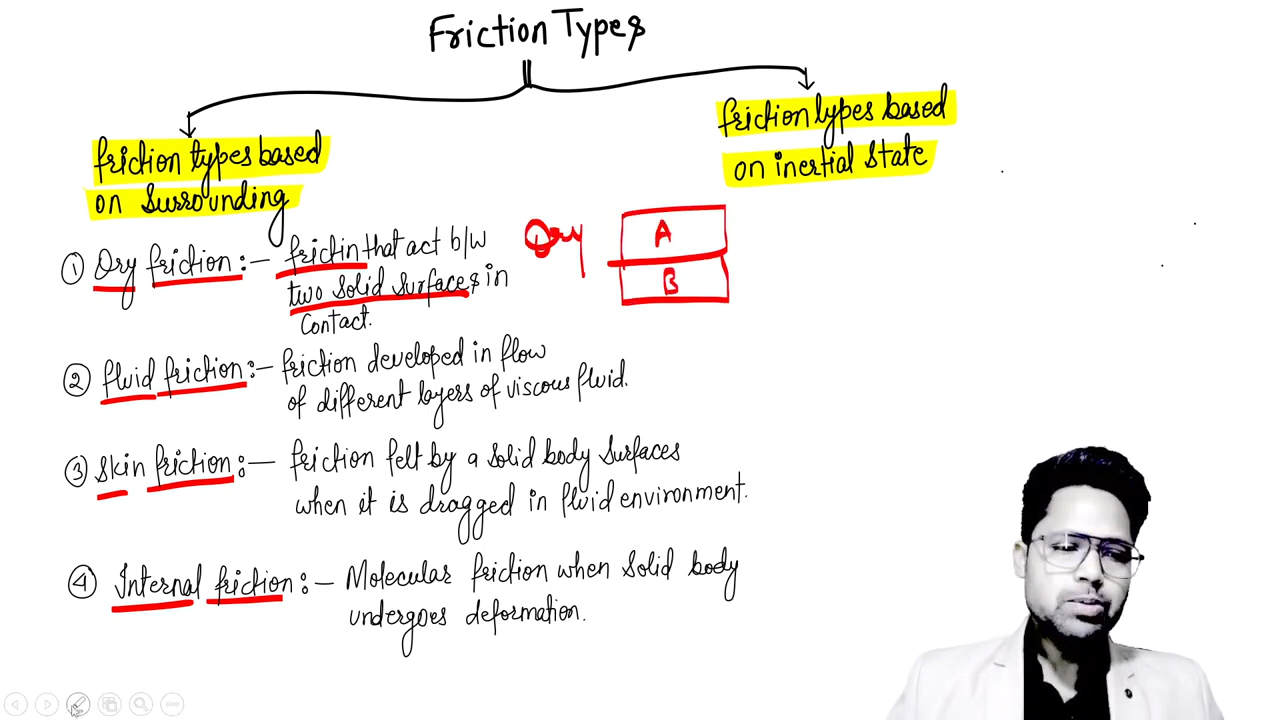 Friction Types
friction types based
on Surrounding
friction types based
on inertial State
① Dry friction :- frictin that act b/w
two solid surfaces in
Contact.
Dry
A
B
② fluid friction :- friction developed in flow
of different layers of viscous fluid.
③ Skin friction :- friction felt by a solid body surfaces
when it is dragged in fluid environment.
④ Internal friction :- Molecular friction when solid body
undergoes deformation.